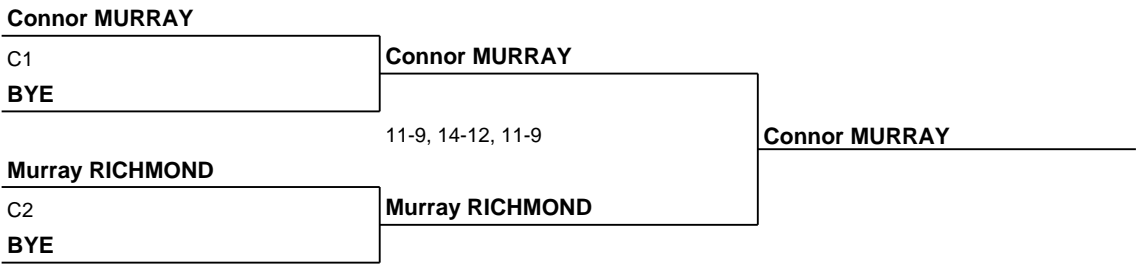 Connor MURRAY
C1
BYE
Connor MURRAY
11-9, 14-12, 11-9
Connor MURRAY
Murray RICHMOND
C2
BYE
Murray RICHMOND